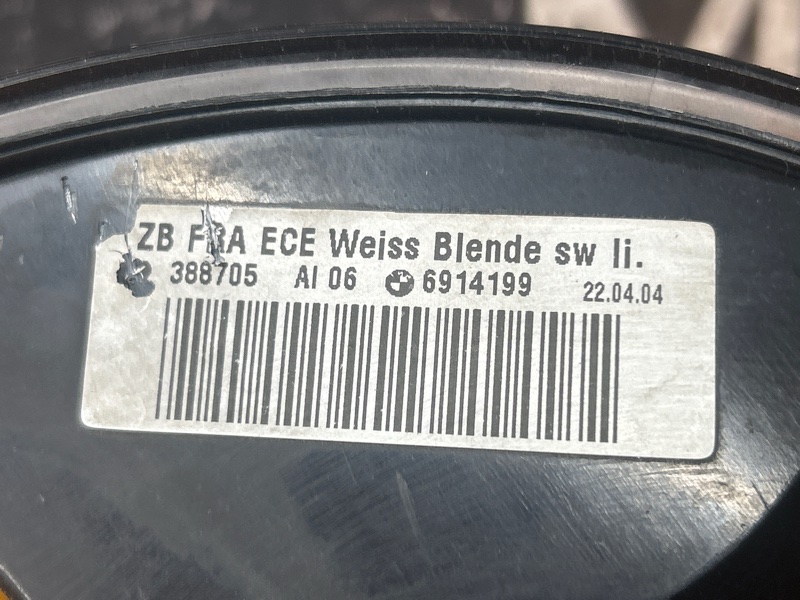 ZB FRA ECE Weiss Blende sw li.
388705 AI 06 6914199 22.04.04